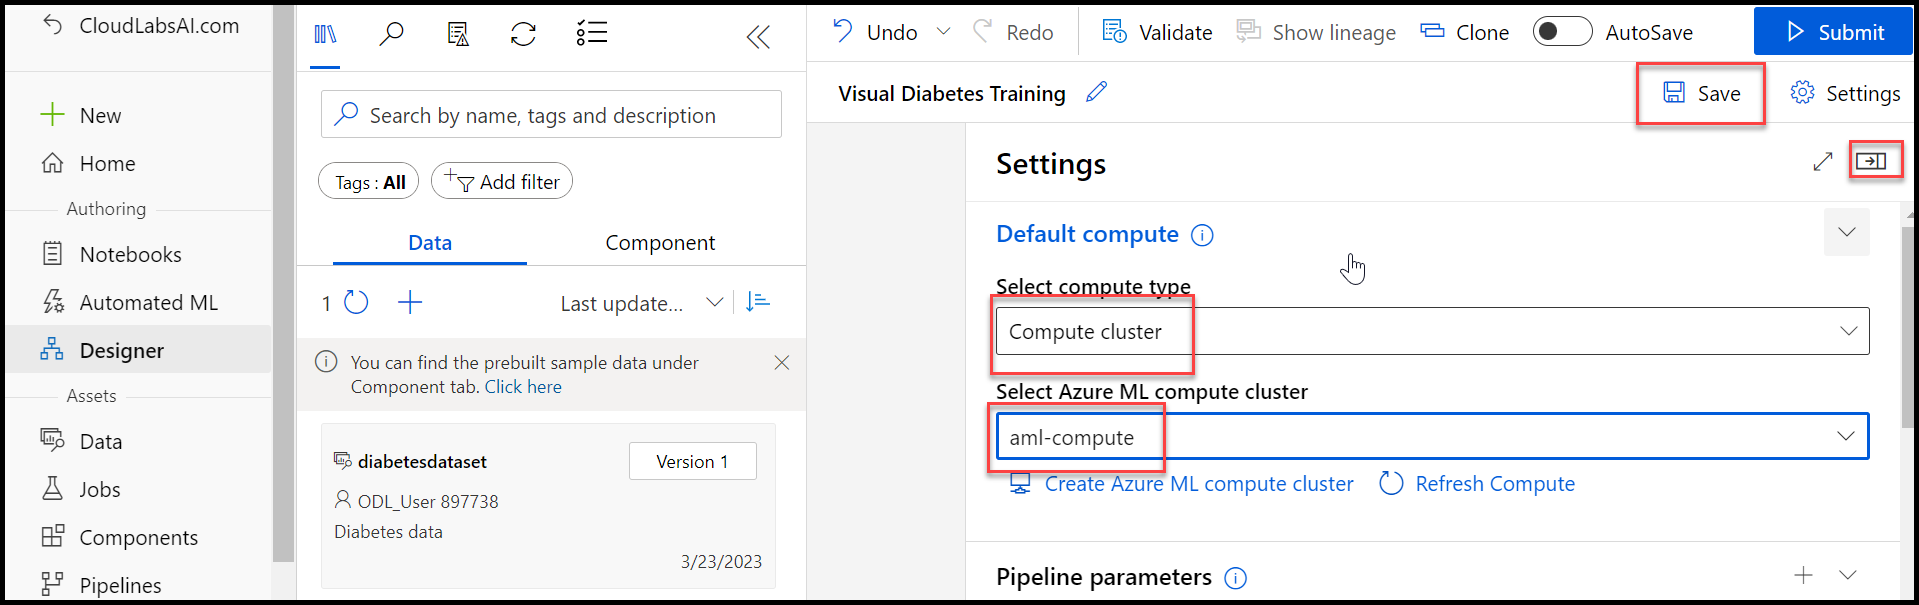 CloudLabsAI.com
New
Home
Authoring
Notebooks
Automated ML
Designer
Assets
Data
Jobs
Components
Pipelines
Search by name, tags and description
Tags : All
Add filter
Data
Component
1
Last update...
You can find the prebuilt sample data under
Component tab. Click here
diabetesdataset
Version 1
ODL_User 897738
Diabetes data
3/23/2023
Undo
Redo
Validate
Show lineage
Clone
AutoSave
Submit
Visual Diabetes Training
Save
Settings
Settings
Default compute
Select compute type
Compute cluster
Select Azure ML compute cluster
aml-compute
Create Azure ML compute cluster
Refresh Compute
Pipeline parameters